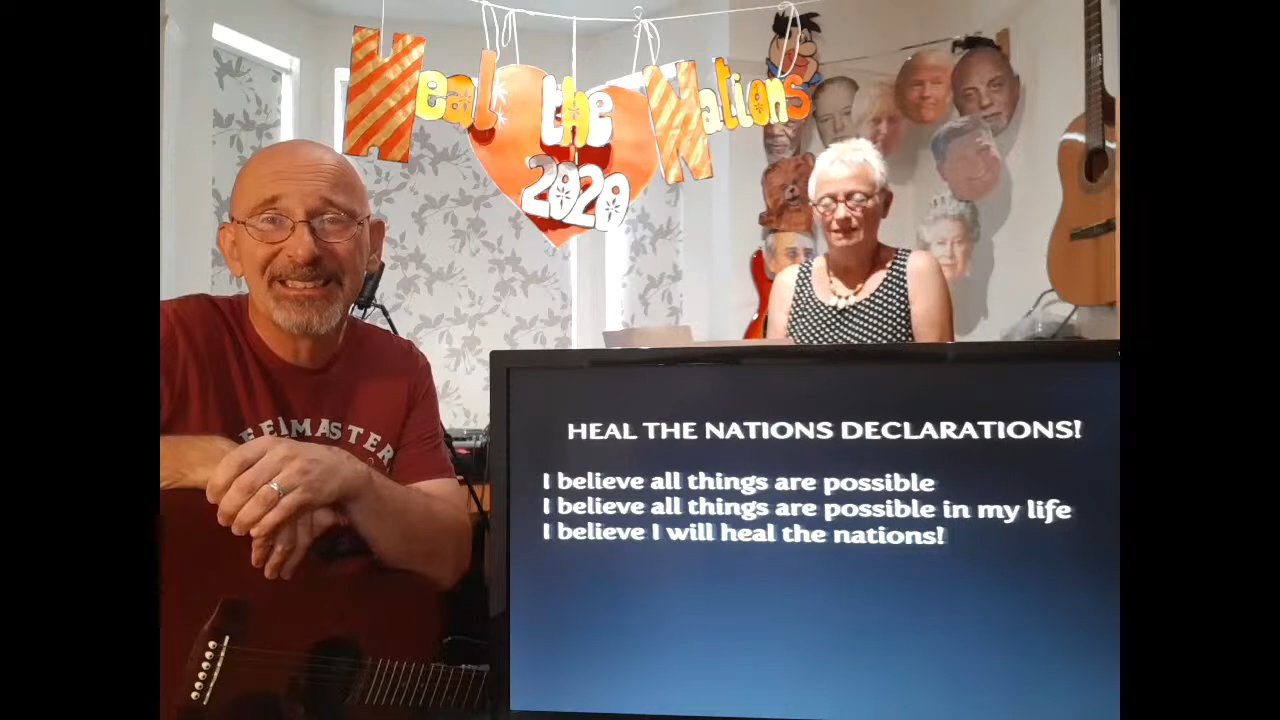 Heal the Nations
2020
HEAL THE NATIONS DECLARATIONS!
I believe all things are possible
I believe all things are possible in my life
I believe I will heal the nations!